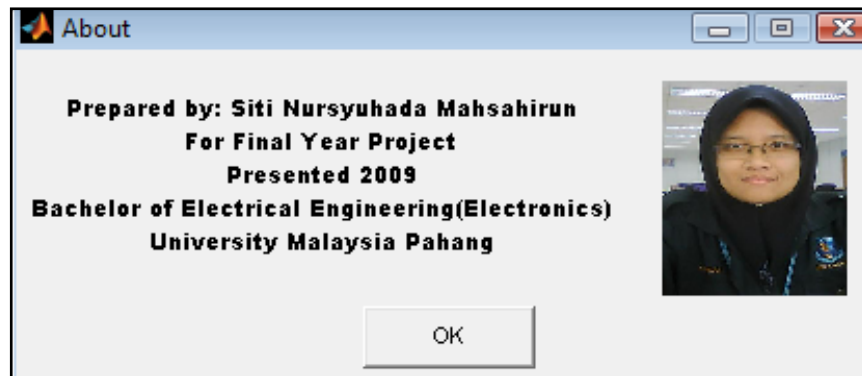 About
Prepared by: Siti Nursyuhada Mahsahirun
For Final Year Project
Presented 2009
Bachelor of Electrical Engineering(Electronics)
University Malaysia Pahang
OK